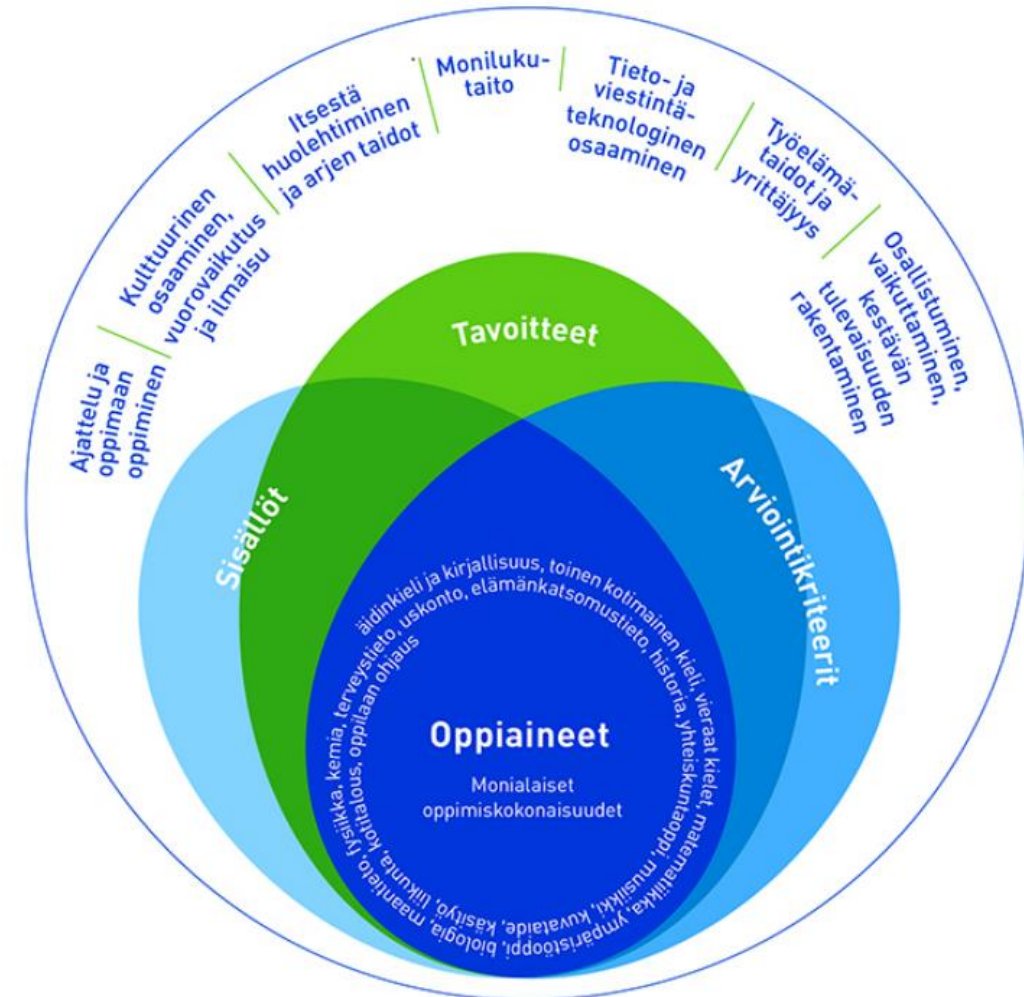 Ajattelu ja
oppimaan
oppiminen
Kulttuurinen
osaaminen,
vuorovaikutus
ja ilmaisu
Itsestä
huolehtiminen
ja arjen taidot
Moniluku-
taito
Tieto- ja
viestintä-
teknologinen
osaaminen
Työelämä-
taidot ja
yrittäjyys
Osallistuminen,
vaikuttaminen,
kestävän
tulevaisuuden
rakentaminen
Tavoitteet
Sisällöt
Arviointikriteerit
äidinkieli ja kirjallisuus, toinen kotimainen kieli, vieraat kielet, matematiikka, ympäristöoppi, biologia, maantieto, fysiikka, kemia, terveystieto, uskonto, elämänkatsomustieto, historia, yhteiskuntaoppi, musiikki, kuvataide, käsityö, liikunta, kotitalous, oppilaan ohjaus
Oppiaineet
Monialaiset
oppimiskokonaisuudet